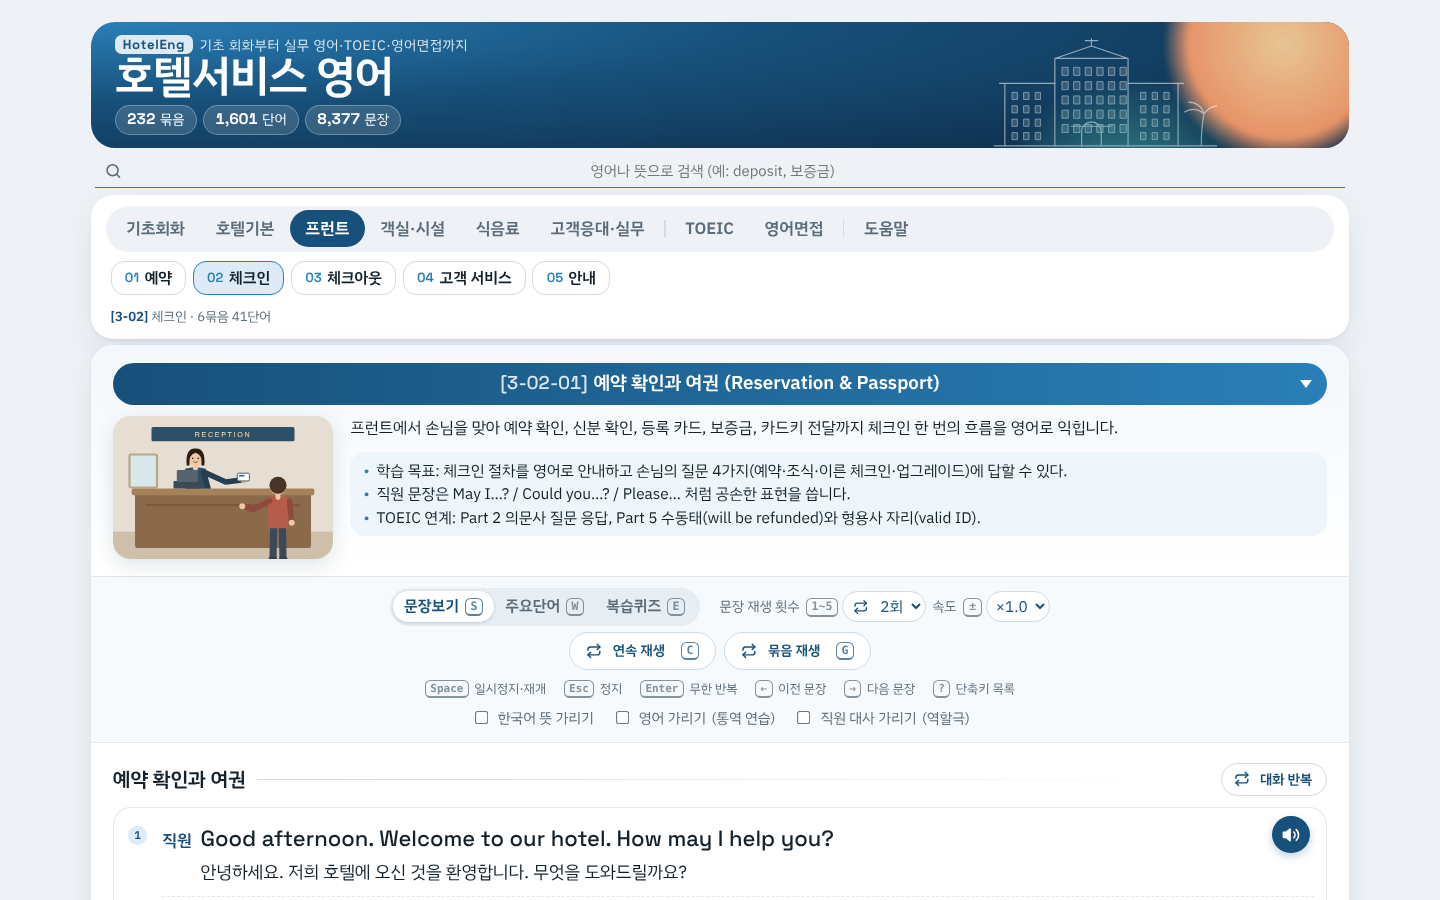 HotelEng 기초 회화부터 실무 영어·TOEIC·영어면접까지
호텔서비스 영어
232 묶음 1,601 단어 8,377 문장
영어나 뜻으로 검색 (예: deposit, 보증금)
기초회화 호텔기본 프런트 객실·시설 식음료 고객응대·실무 TOEIC 영어면접 도움말
01 예약 02 체크인 03 체크아웃 04 고객 서비스 05 안내
[3-02] 체크인 · 6묶음 41단어
[3-02-01] 예약 확인과 여권 (Reservation & Passport)
RECEPTION
프런트에서 손님을 맞아 예약 확인, 신분 확인, 등록 카드, 보증금, 카드키 전달까지 체크인 한 번의 흐름을 영어로 익힙니다.
• 학습 목표: 체크인 절차를 영어로 안내하고 손님의 질문 4가지(예약·조식·이른 체크인·업그레이드)에 답할 수 있다.
• 직원 문장은 May I...? / Could you...? / Please... 처럼 공손한 표현을 씁니다.
• TOEIC 연계: Part 2 의문사 질문 응답, Part 5 수동태(will be refunded)와 형용사 자리(valid ID).
문장보기 S 주요단어 W 복습퀴즈 E 문장 재생 횟수 1~5 2회 속도 ± ×1.0
연속 재생 C 묶음 재생 G
Space 일시정지·재개 Esc 정지 Enter 무한 반복 ← 이전 문장 → 다음 문장 ? 단축키 목록
한국어 뜻 가리기 영어 가리기 (통역 연습) 직원 대사 가리기 (역할극)
예약 확인과 여권 대화 반복
1 직원 Good afternoon. Welcome to our hotel. How may I help you?
안녕하세요. 저희 호텔에 오신 것을 환영합니다. 무엇을 도와드릴까요?